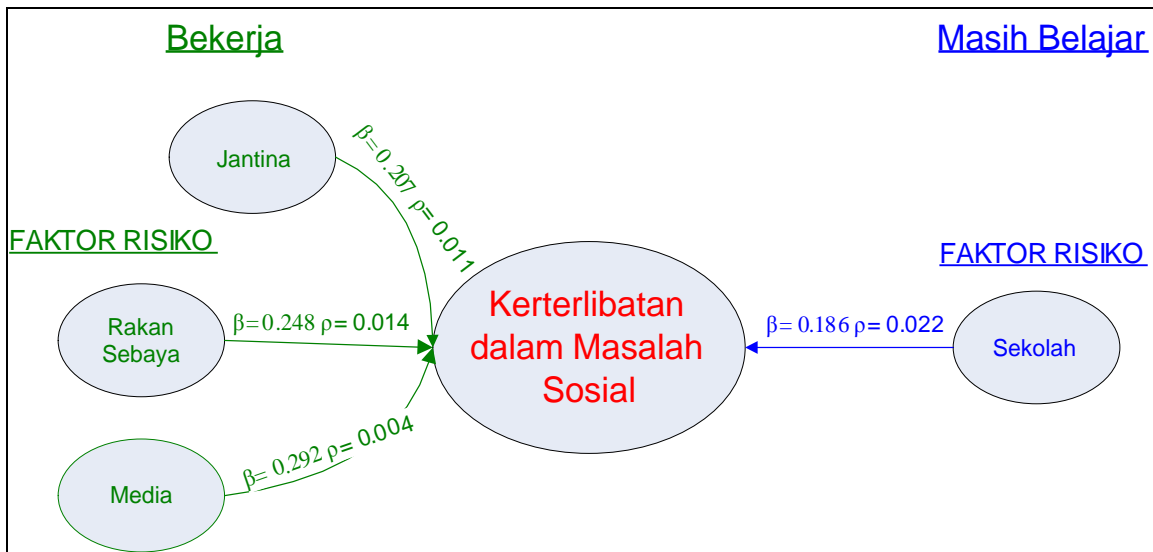 Bekerja
Masih Belajar
Jantina
β=0.207 ρ=0.011
FAKTOR RISIKO
FAKTOR RISIKO
Rakan
Sebaya
β=0.248 ρ=0.014
Kerterlibatan
dalam Masalah
Sosial
β=0.186 ρ=0.022
Sekolah
Media
β=0.292 ρ=0.004